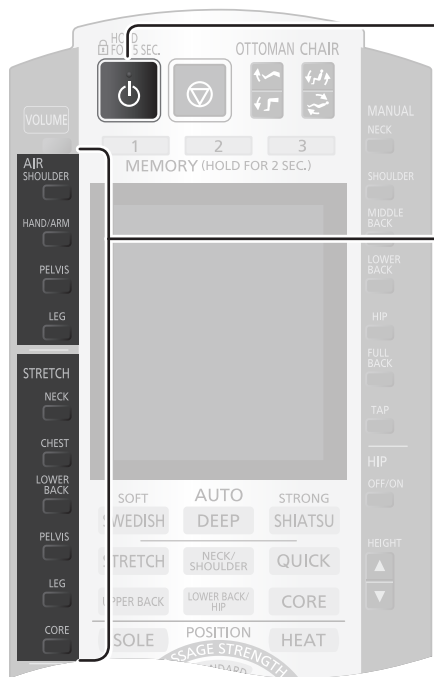 HOLD
FOR 5 SEC.
OTTOMAN CHAIR
VOLUME
1 2 3
MEMORY (HOLD FOR 2 SEC.)
AIR
SHOULDER
HAND/ARM
PELVIS
LEG
STRETCH
NECK
CHEST
LOWER
BACK
PELVIS
LEG
CORE
MANUAL
NECK
SHOULDER
MIDDLE
BACK
LOWER
BACK
HIP
FULL
BACK
TAP
HIP
OFF/ON
HEIGHT
SOFT AUTO STRONG
SWEDISH DEEP SHIATSU
STRETCH NECK/
SHOULDER QUICK
UPPER BACK LOWER BACK/
HIP CORE
SOLE POSITION HEAT
SSAGE STRENGTH
ANDARD